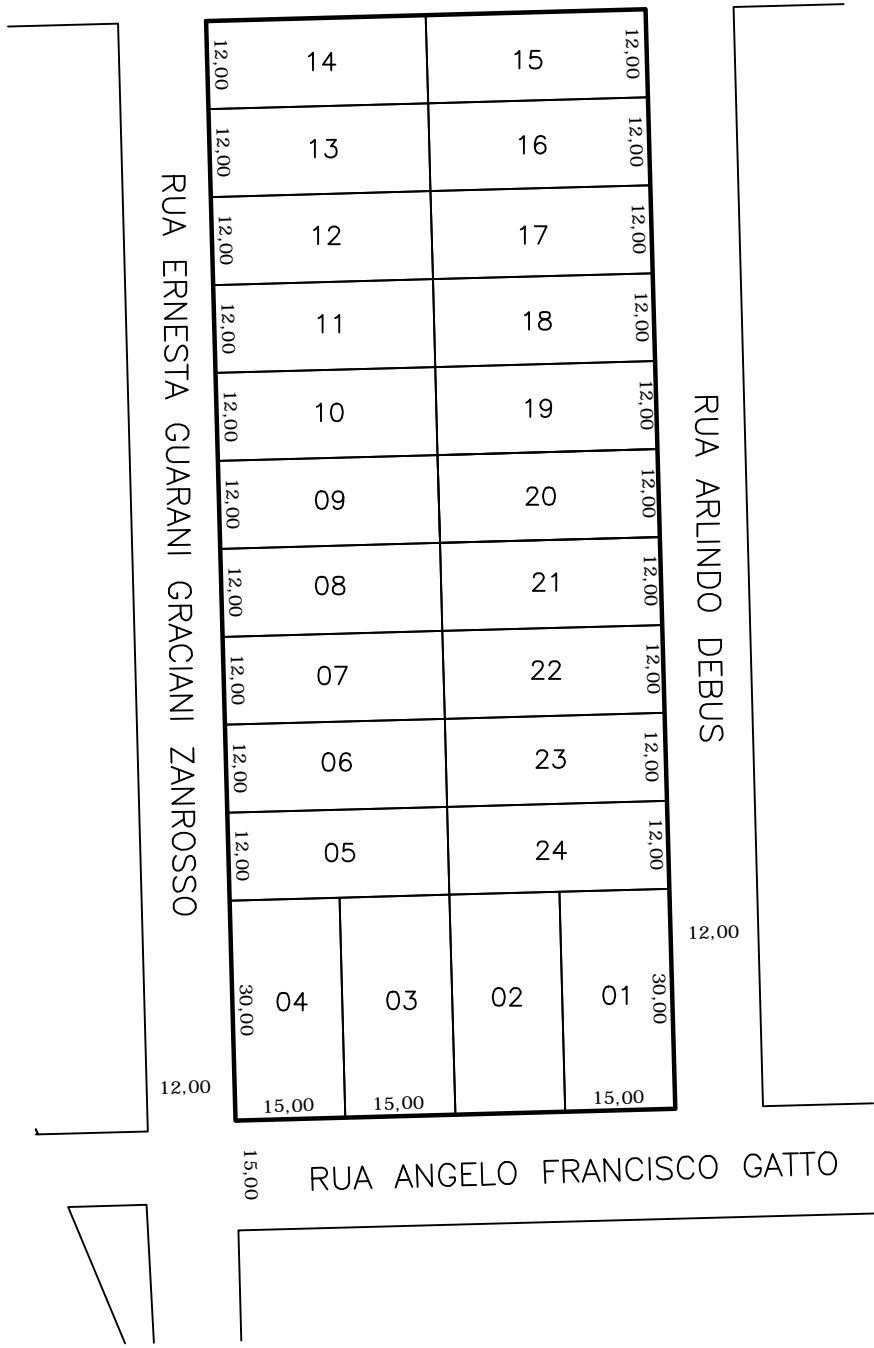 12,00 14 15 12,00
12,00 13 16 12,00
12,00 12 17 12,00
12,00 11 18 12,00
12,00 10 19 12,00
12,00 09 20 12,00
12,00 08 21 12,00
12,00 07 22 12,00
12,00 06 23 12,00
12,00 05 24 12,00
RUA ERNESTA GUARANI GRACIANI ZANROSSO
RUA ARLINDO DEBUS
12,00
30,00 04 03 02 01 30,00
12,00
15,00 15,00 15,00
15,00
RUA ANGELO FRANCISCO GATTO